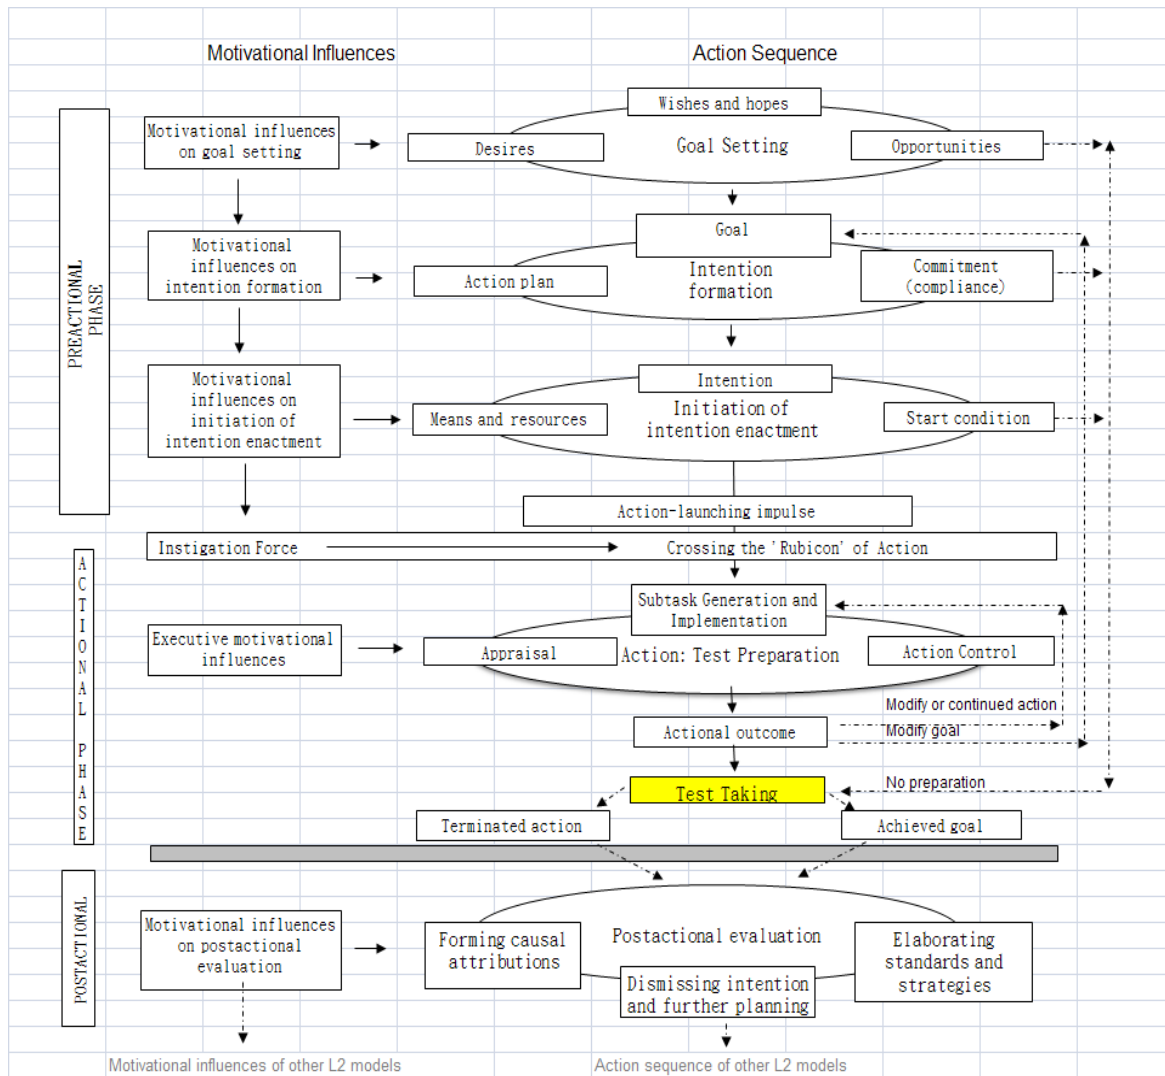 Motivational Influences
Action Sequence
PREACTIONAL
PHASE
Motivational influences
on goal setting
Wishes and hopes
Desires
Goal Setting
Opportunities
Motivational
influences on
intention formation
Goal
Action plan
Intention
formation
Commitment
(compliance)
Motivational
influences on
initiation of
intention enactment
Intention
Means and resources
Initiation of
intention enactment
Start condition
Action-launching impulse
Instigation Force
Crossing the 'Rubicon' of Action
ACTIONAL PHASE
Executive motivational
influences
Subtask Generation and
Implementation
Appraisal
Action: Test Preparation
Action Control
Modify or continued action
Actional outcome
Modify goal
No preparation
Test Taking
Terminated action
Achieved goal
POSTACTIONAL
Motivational influences
on postactional
evaluation
Forming causal
attributions
Postactional evaluation
Elaborating
standards and
strategies
Dismissing intention
and further planning
Motivational influences of other L2 models
Action sequence of other L2 models